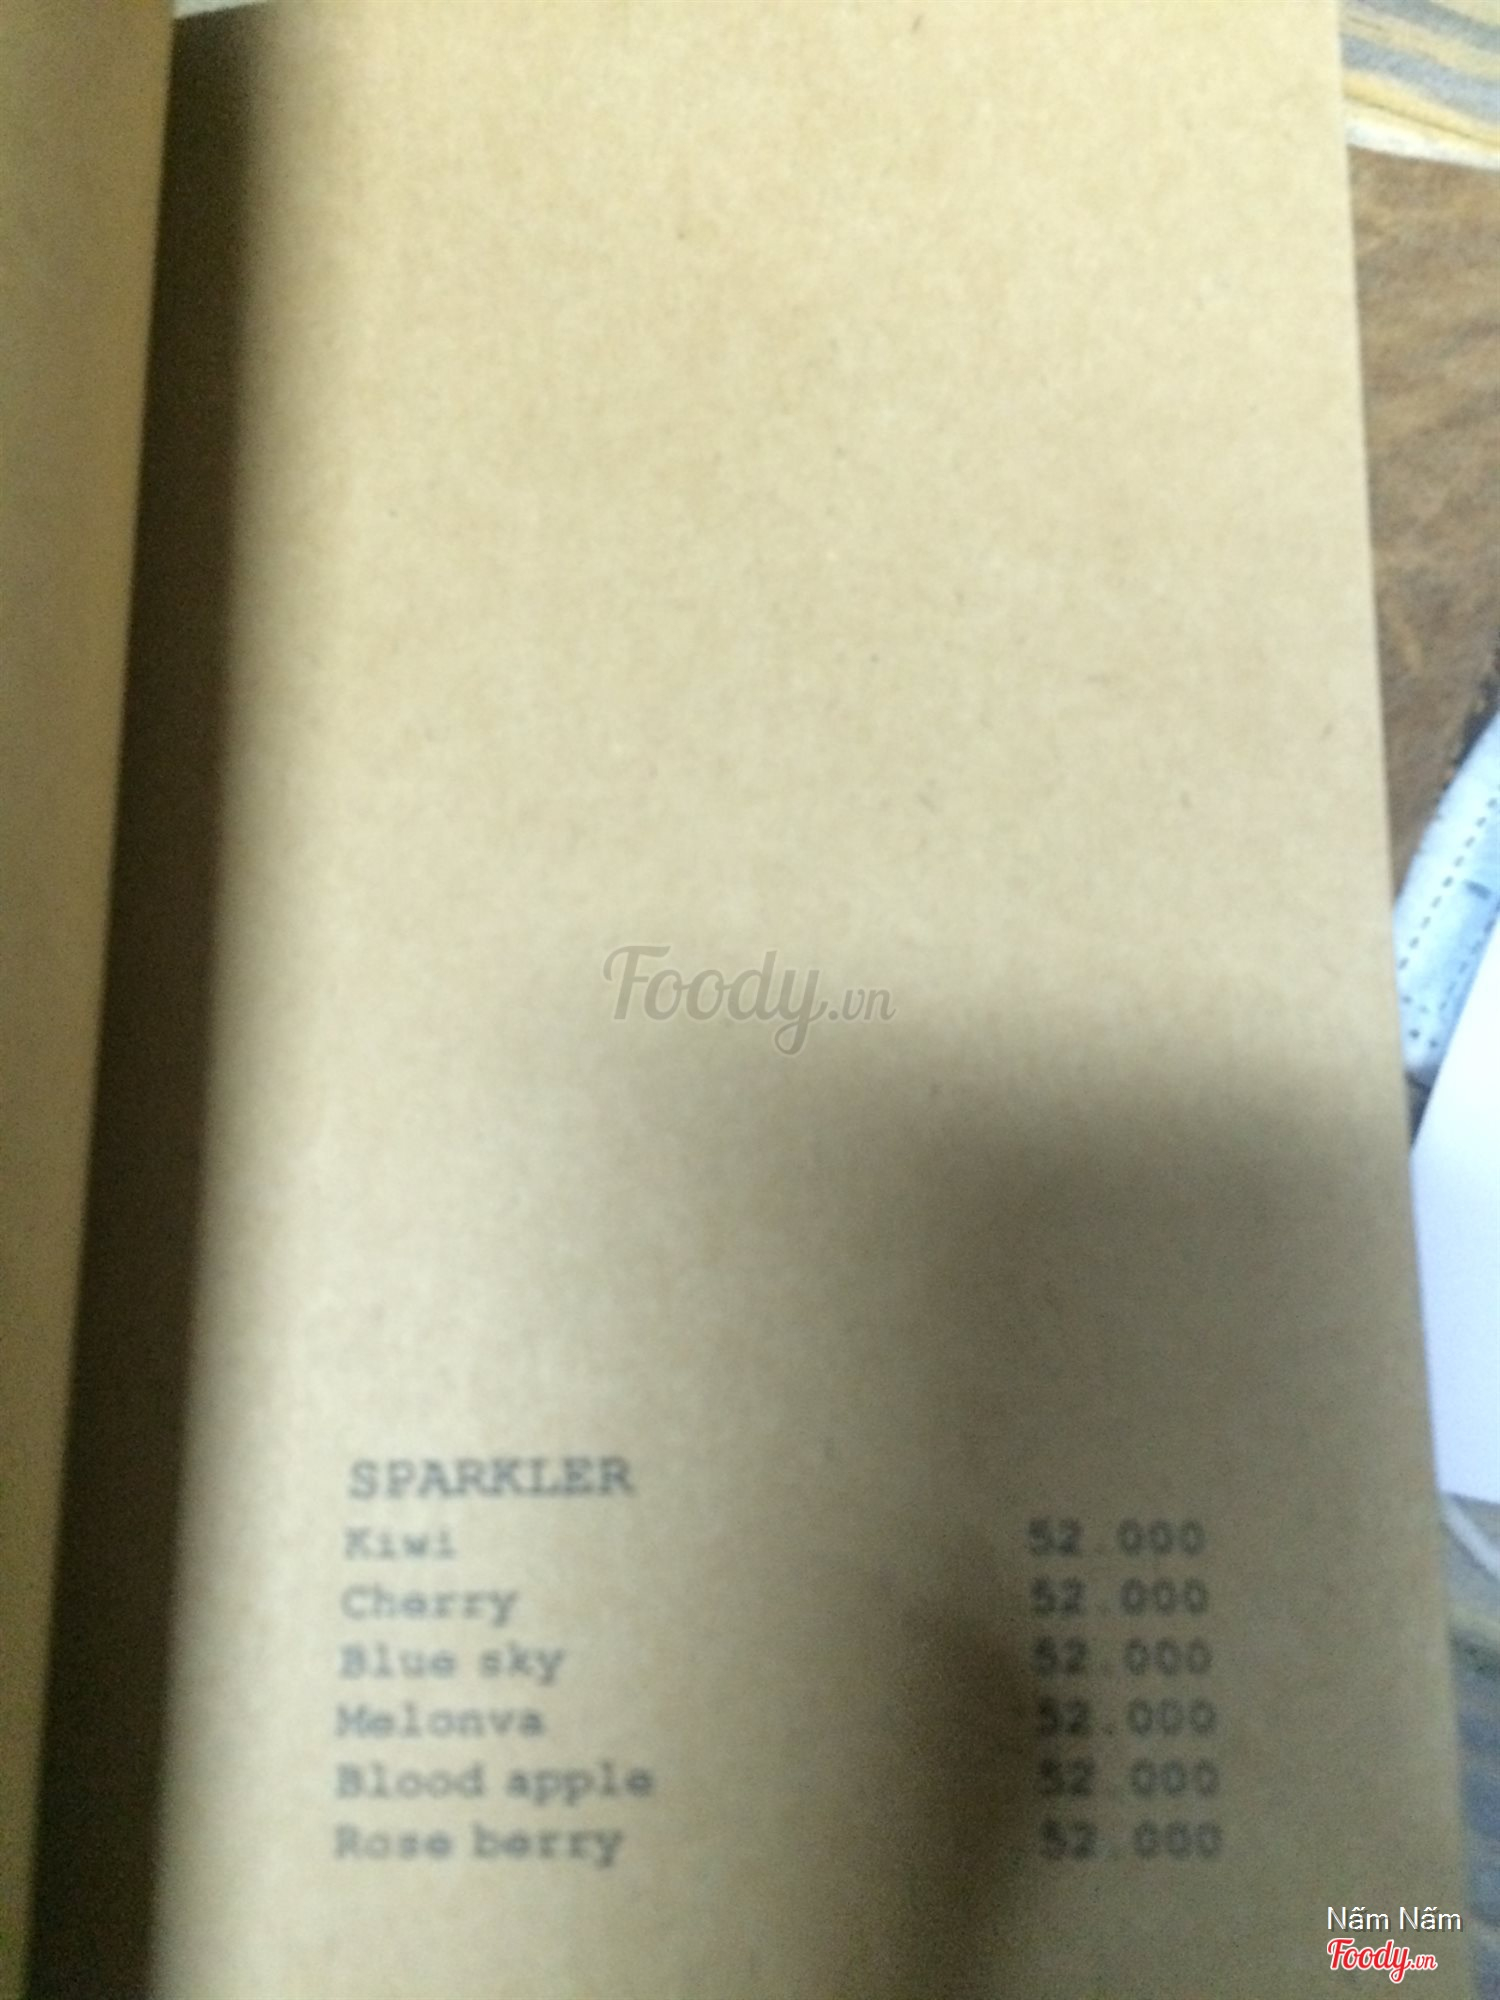 Foody.vn
SPARKLER
Kiwi 52.000
Cherry 52.000
Blue sky 52.000
Melonva 52.000
Blood apple 52.000
Rose berry 52.000
Nấm Nấm
Foody.vn